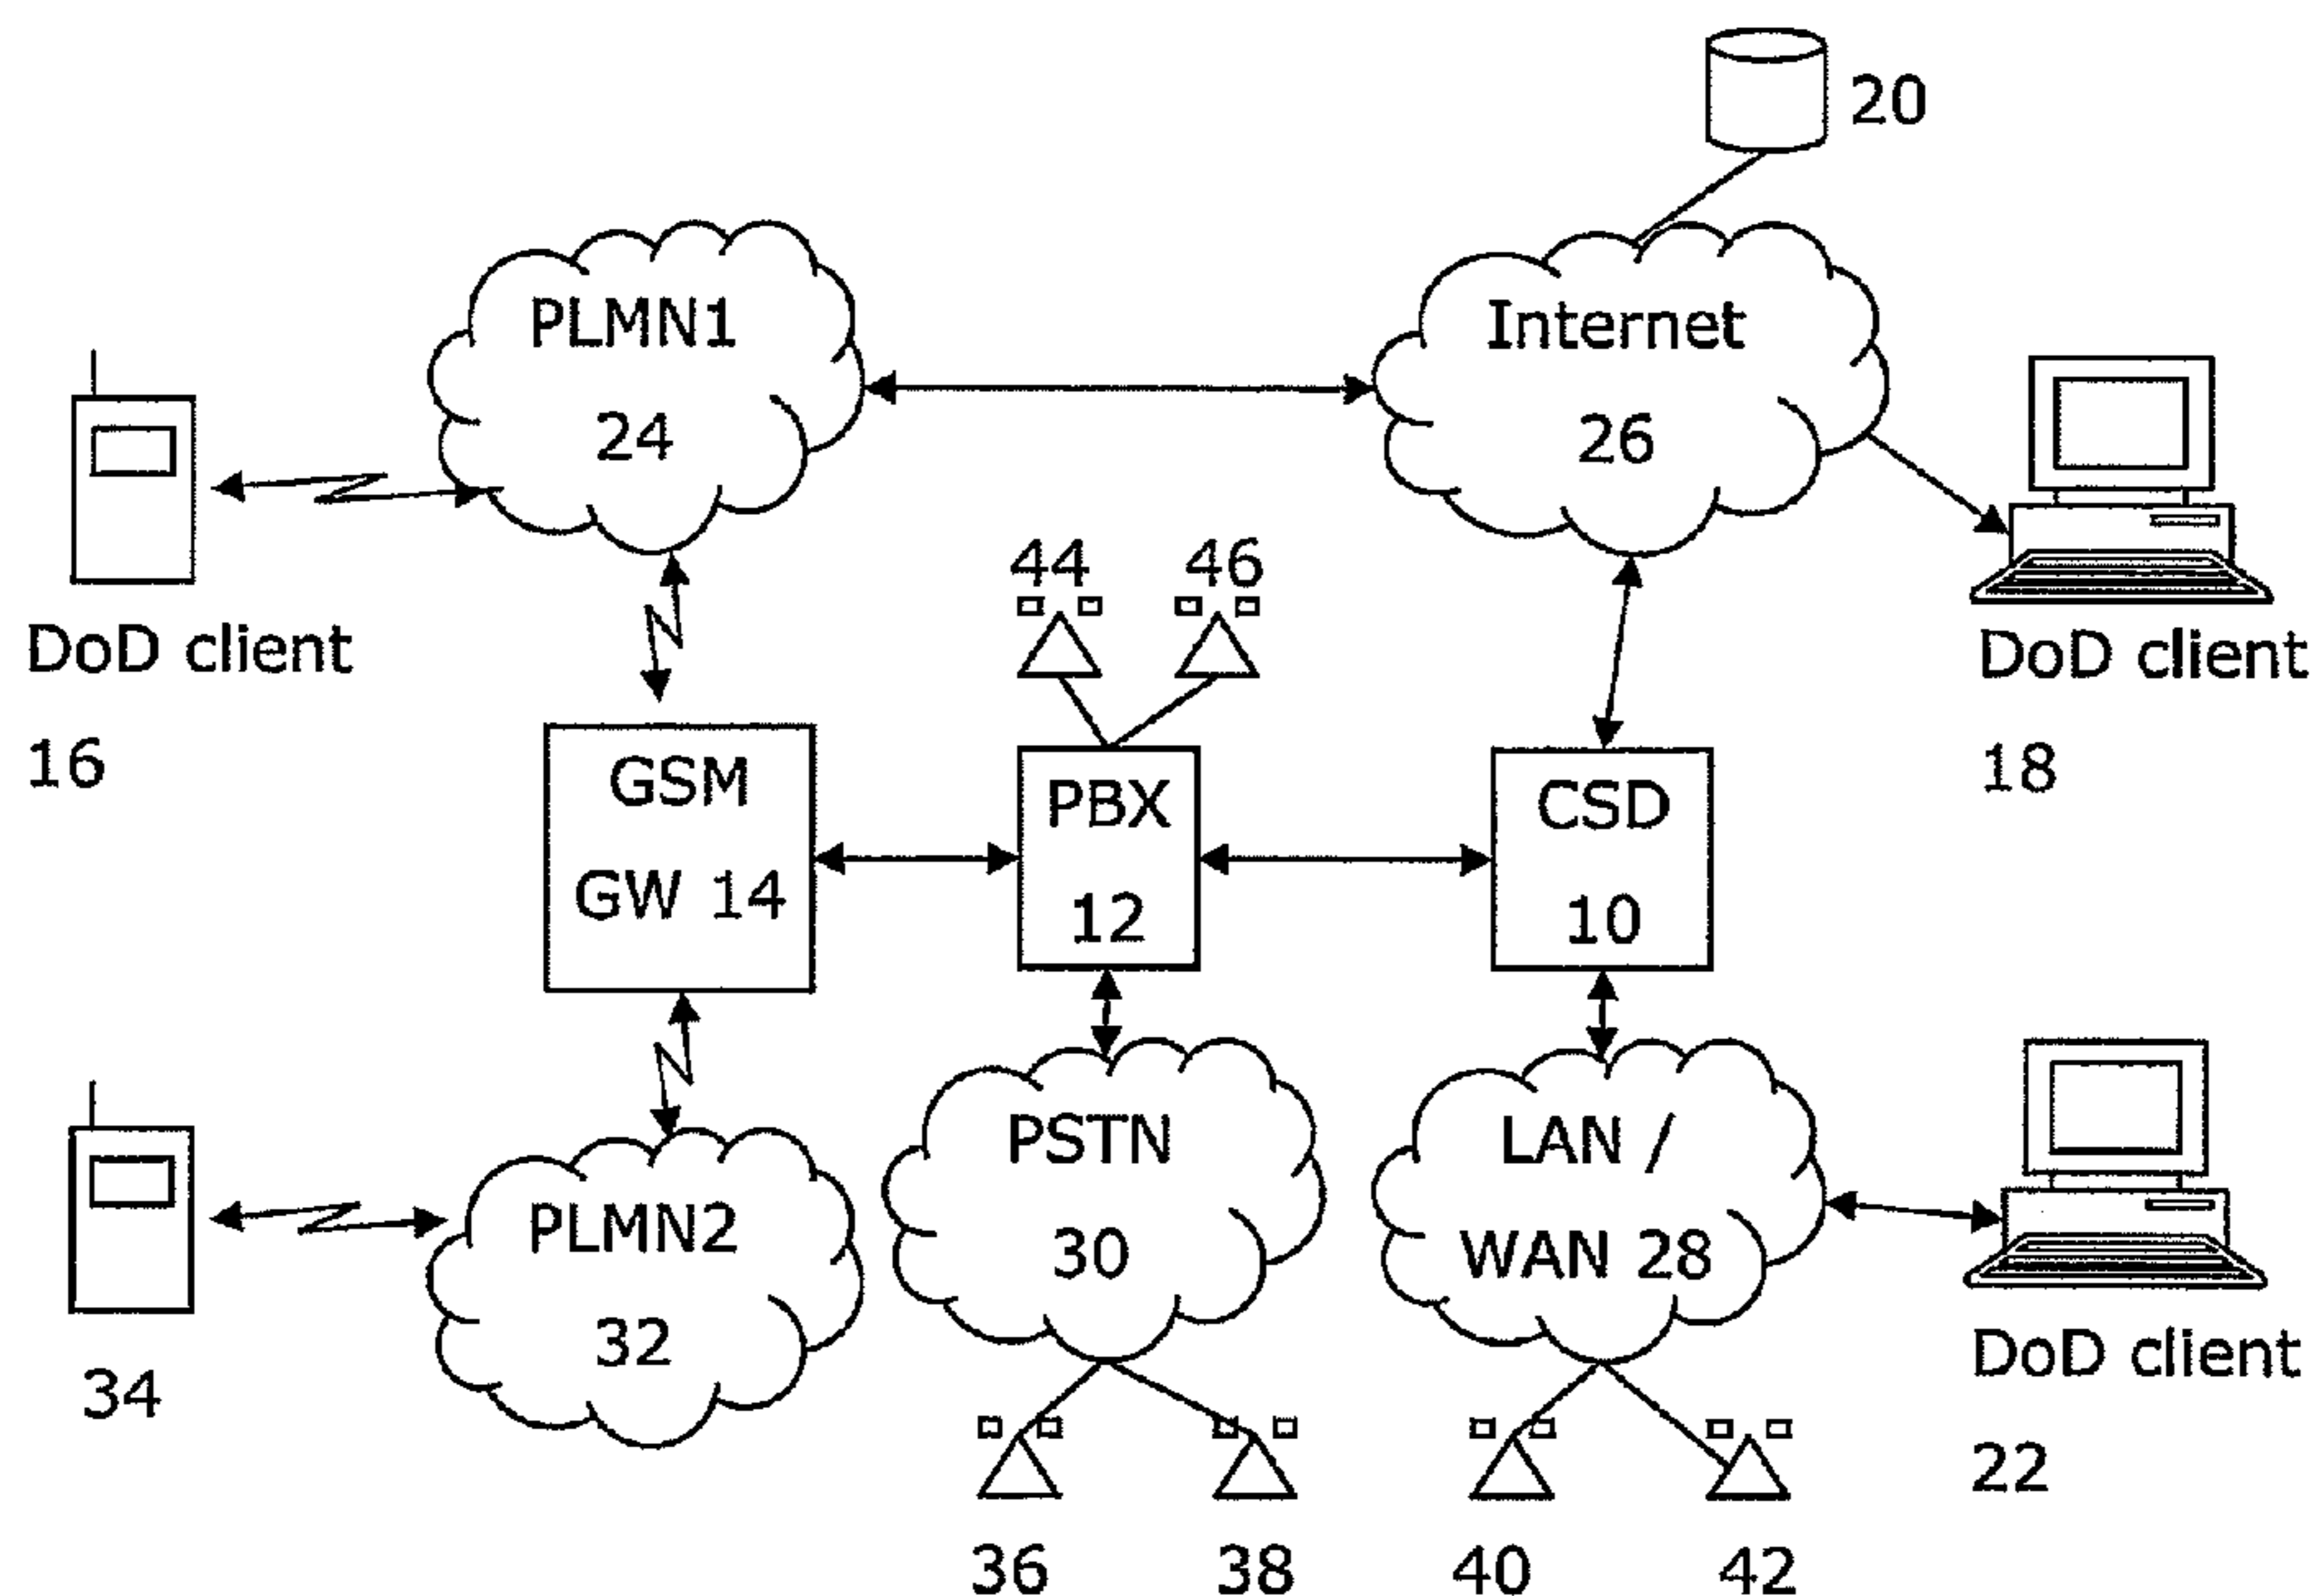 20
PLMN1
24
Internet
26
DoD client
16
44
46
DoD client
18
GSM
GW 14
PBX
12
CSD
10
PLMN2
32
34
PSTN
30
LAN /
WAN 28
DoD client
22
36
38
40
42